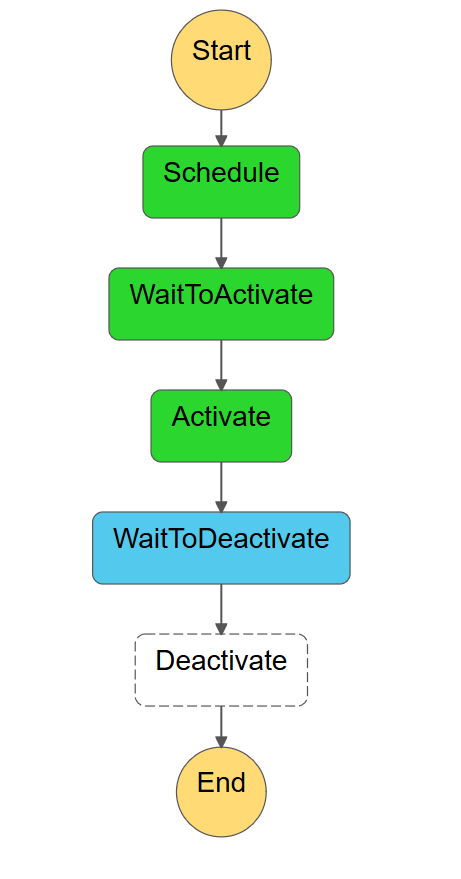 Start
Schedule
WaitToActivate
Activate
WaitToDeactivate
Deactivate
End